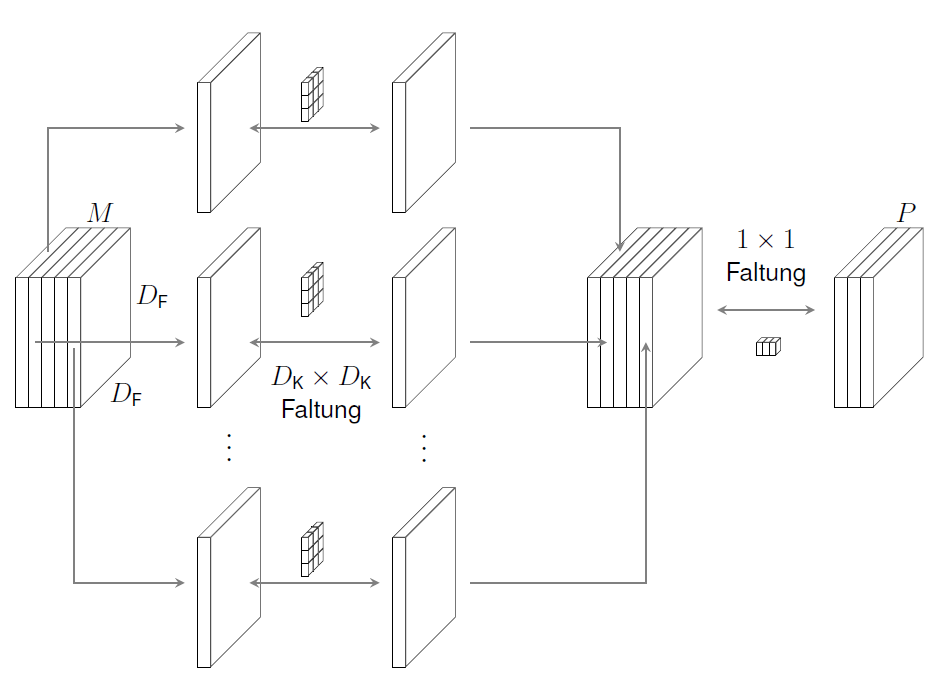 M
D_F
D_F
D_K × D_K
Faltung
⋮
⋮
1 × 1
Faltung
P